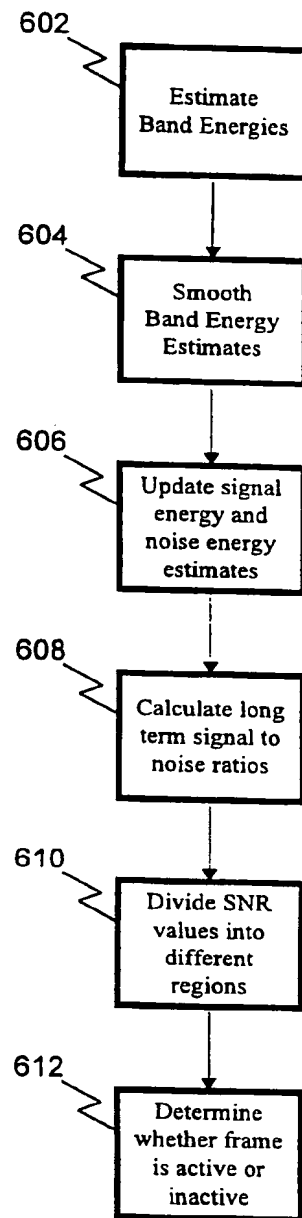 602
Estimate
Band Energies
604
Smooth
Band Energy
Estimates
606
Update signal
energy and
noise energy
estimates
608
Calculate long
term signal to
noise ratios
610
Divide SNR
values into
different
regions
612
Determine
whether frame
is active or
inactive